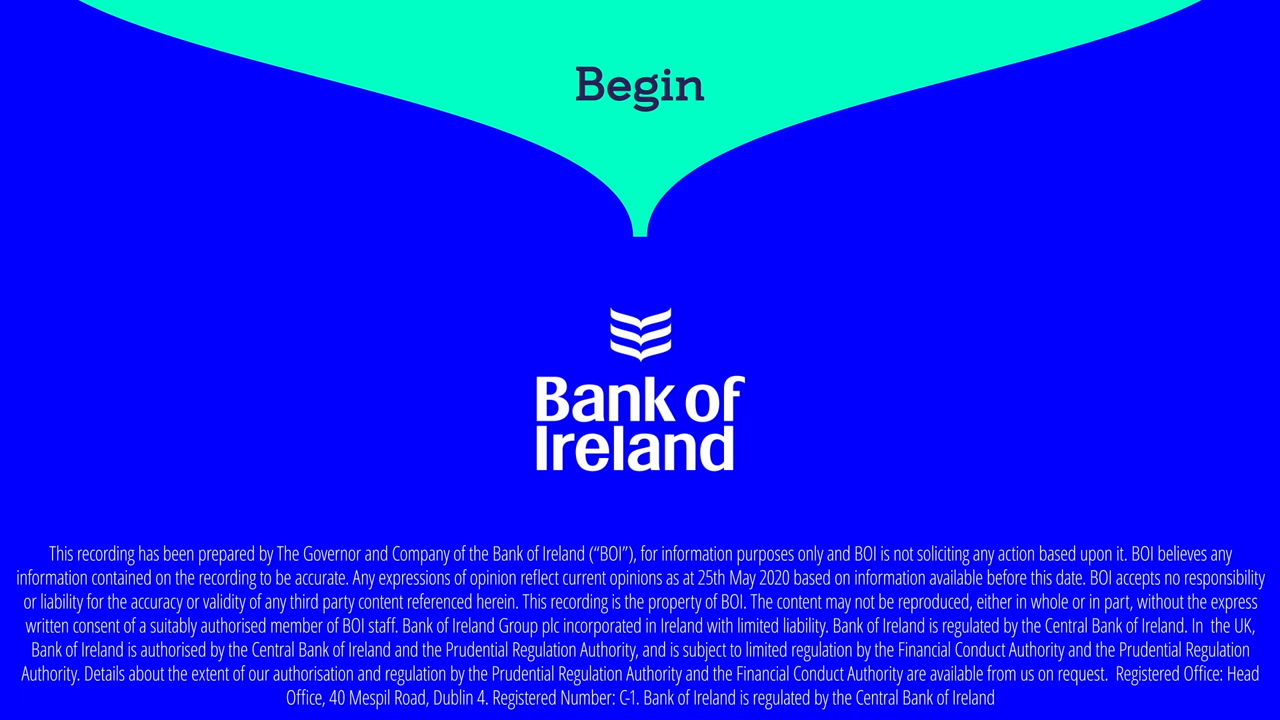 Begin
Bank of
Ireland
This recording has been prepared by The Governor and Company of the Bank of Ireland (“BOI”), for information purposes only and BOI is not soliciting any action based upon it. BOI believes any
information contained on the recording to be accurate. Any expressions of opinion reflect current opinions as at 25th May 2020 based on information available before this date. BOI accepts no responsibility
or liability for the accuracy or validity of any third party content referenced herein. This recording is the property of BOI. The content may not be reproduced, either in whole or in part, without the express
written consent of a suitably authorised member of BOI staff. Bank of Ireland Group plc incorporated in Ireland with limited liability. Bank of Ireland is regulated by the Central Bank of Ireland. In the UK,
Bank of Ireland is authorised by the Central Bank of Ireland and the Prudential Regulation Authority, and is subject to limited regulation by the Financial Conduct Authority and the Prudential Regulation
Authority. Details about the extent of our authorisation and regulation by the Prudential Regulation Authority and the Financial Conduct Authority are available from us on request. Registered Office: Head
Office, 40 Mespil Road, Dublin 4. Registered Number: C-1. Bank of Ireland is regulated by the Central Bank of Ireland